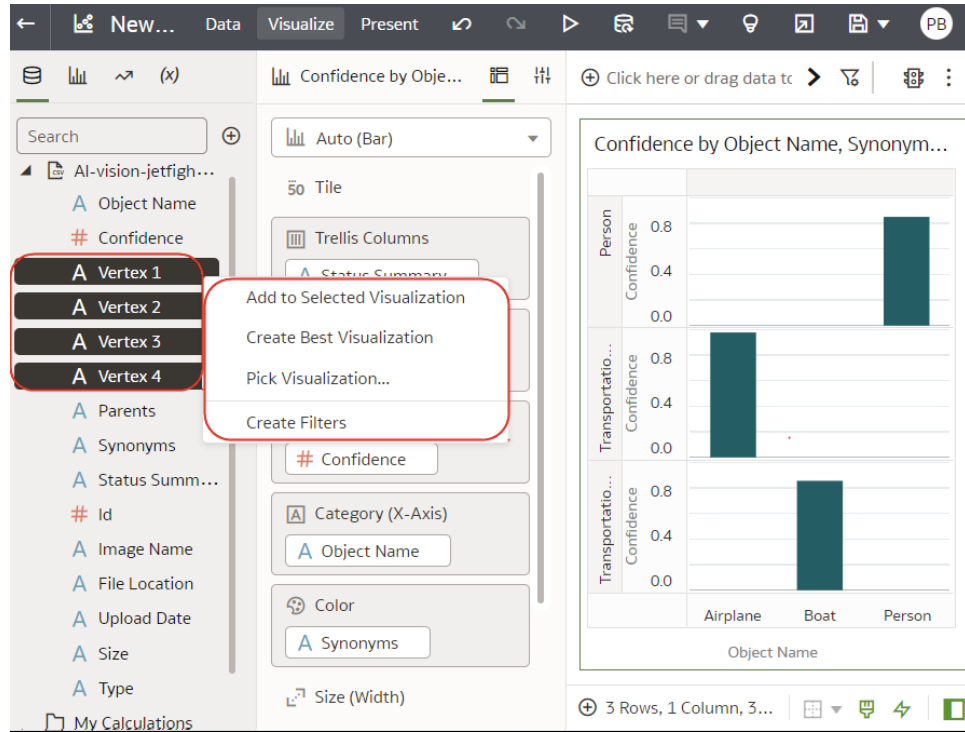 New...
Data
Visualize
Present
PB
(x)
Confidence by Obje...
Click here or drag data tc
Search
Auto (Bar)
CSV
AI-vision-jetfigh...
A Object Name
# Confidence
A Vertex 1
A Vertex 2
A Vertex 3
A Vertex 4
A Parents
A Synonyms
A Status Summ...
# Id
A Image Name
A File Location
A Upload Date
A Size
A Type
My Calculations
50 Tile
Trellis Columns
A Status Summary
Add to Selected Visualization
Create Best Visualization
Pick Visualization...
Create Filters
# Confidence
A Category (X-Axis)
A Object Name
Color
A Synonyms
Size (Width)
Confidence by Object Name, Synonym...
Person
Confidence
0.8
0.4
0.0
Transportatio...
Confidence
0.8
0.4
0.0
Transportatio...
Confidence
0.8
0.4
0.0
Airplane
Boat
Person
Object Name
3 Rows, 1 Column, 3...